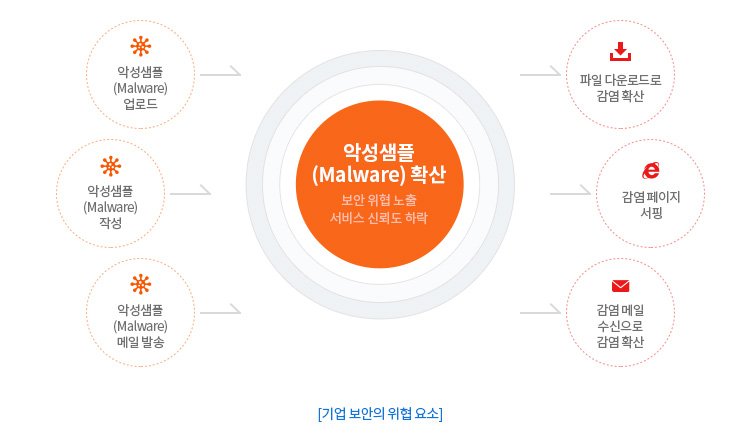 악성샘플
(Malware)
업로드
악성샘플
(Malware)
작성
악성샘플
(Malware)
메일 발송
악성샘플
(Malware) 확산
보안 위협 노출
서비스 신뢰도 하락
파일 다운로드로
감염 확산
감염 페이지
서핑
감염 메일
수신으로
감염 확산
[기업 보안의 위협 요소]